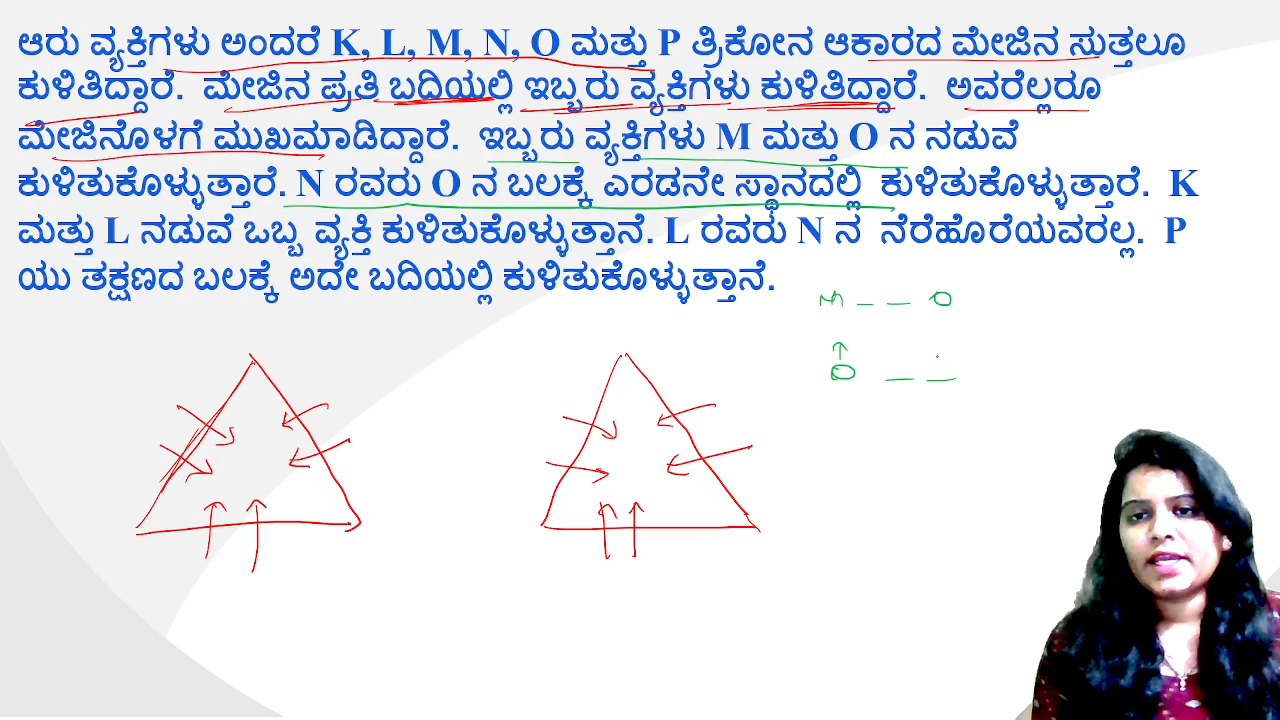 ಆರು ವ್ಯಕ್ತಿಗಳು ಅಂದರೆ K, L, M, N, O ಮತ್ತು P ತ್ರಿಕೋನ ಆಕಾರದ ಮೇಜಿನ ಸುತ್ತಲೂ
ಕುಳಿತಿದ್ದಾರೆ. ಮೇಜಿನ ಪ್ರತಿ ಬದಿಯಲ್ಲಿ ಇಬ್ಬರು ವ್ಯಕ್ತಿಗಳು ಕುಳಿತಿದ್ದಾರೆ. ಅವರೆಲ್ಲರೂ
ಮೇಜಿನೊಳಗೆ ಮುಖಮಾಡಿದ್ದಾರೆ. ಇಬ್ಬರು ವ್ಯಕ್ತಿಗಳು M ಮತ್ತು O ನ ನಡುವೆ
ಕುಳಿತುಕೊಳ್ಳುತ್ತಾರೆ. N ರವರು O ನ ಬಲಕ್ಕೆ ಎರಡನೇ ಸ್ಥಾನದಲ್ಲಿ ಕುಳಿತುಕೊಳ್ಳುತ್ತಾರೆ. K
ಮತ್ತು L ನಡುವೆ ಒಬ್ಬ ವ್ಯಕ್ತಿ ಕುಳಿತುಕೊಳ್ಳುತ್ತಾನೆ. L ರವರು N ನ ನೆರೆಹೊರೆಯವರಲ್ಲ. P
ಯು ತಕ್ಷಣದ ಬಲಕ್ಕೆ ಅದೇ ಬದಿಯಲ್ಲಿ ಕುಳಿತುಕೊಳ್ಳುತ್ತಾನೆ.
M _ _ O
O _ _